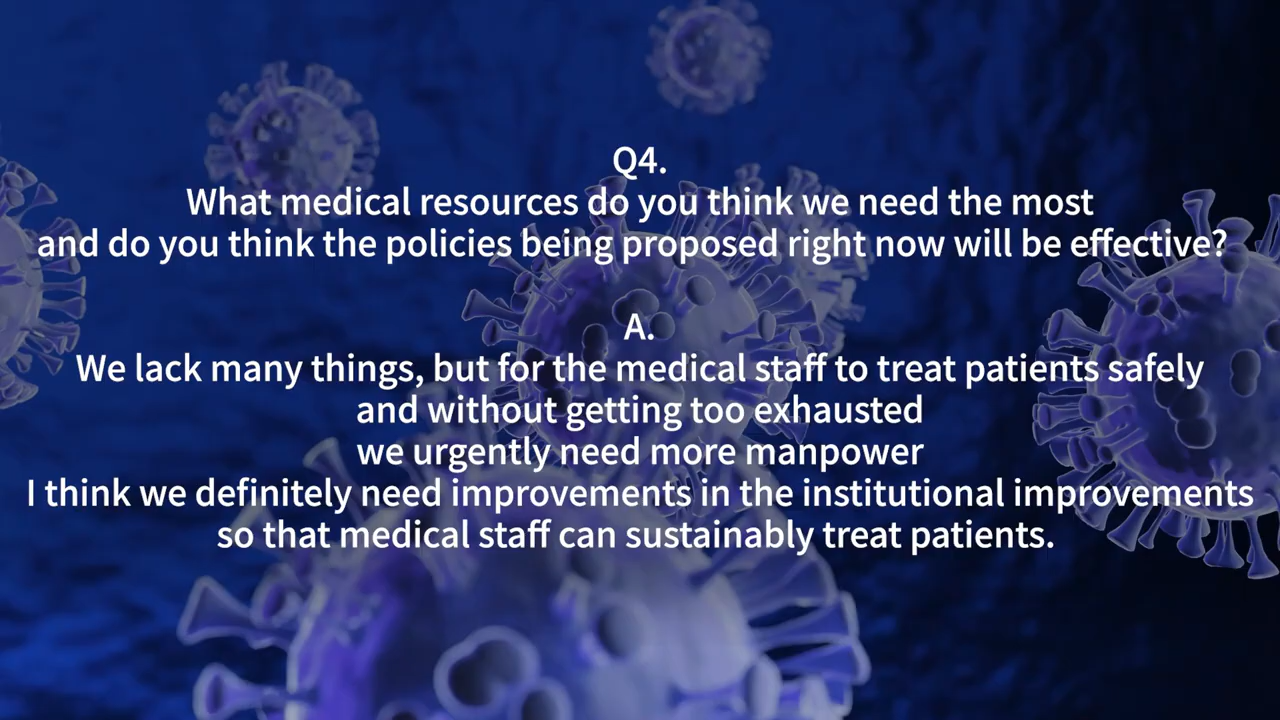 Q4.
What medical resources do you think we need the most
and do you think the policies being proposed right now will be effective?
A.
We lack many things, but for the medical staff to treat patients safely
and without getting too exhausted
we urgently need more manpower
I think we definitely need improvements in the institutional improvements
so that medical staff can sustainably treat patients.